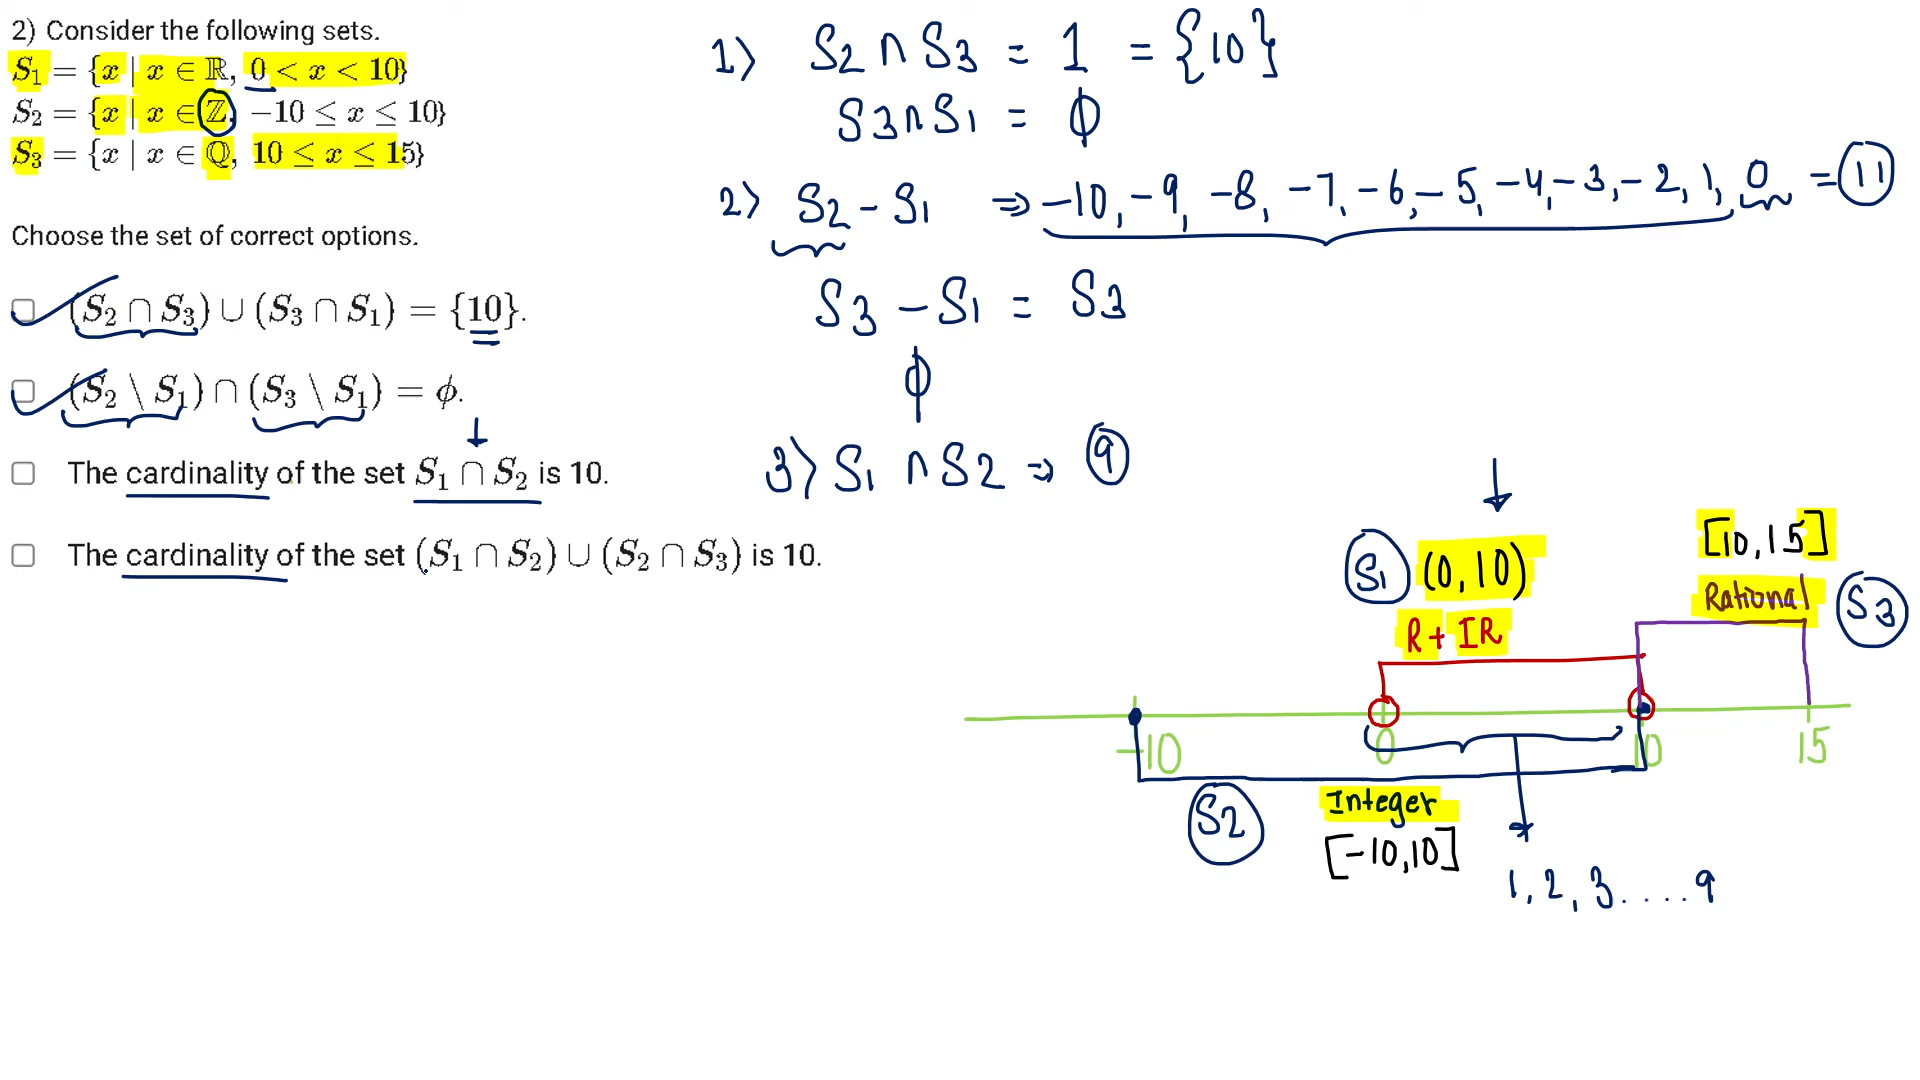 2) Consider the following sets.
S₁ = {x | x ∈ ℝ, 0 < x < 10}
S₂ = {x | x ∈ ℤ, −10 ≤ x ≤ 10}
S₃ = {x | x ∈ ℚ, 10 ≤ x ≤ 15}
Choose the set of correct options.
(S₂ ∩ S₃) ∪ (S₃ ∩ S₁) = {10}.
(S₂ \ S₁) ∩ (S₃ \ S₁) = ϕ.
The cardinality of the set S₁ ∩ S₂ is 10.
The cardinality of the set (S₁ ∩ S₂) ∪ (S₂ ∩ S₃) is 10.
1) S2 ∩ S3 = 1 = {10}
S3 ∩ S1 = ϕ
2) S2 - S1 ⇒ -10, -9, -8, -7, -6, -5, -4, -3, -2, 1, 0 = 11
S3 - S1 = S3
ϕ
3) S1 ∩ S2 ⇒ 9
S1 (0, 10)
R + IR
[10, 15]
Rational S3
-10 0 10 15
S2 Integer
[-10, 10]
1, 2, 3 . . . . 9